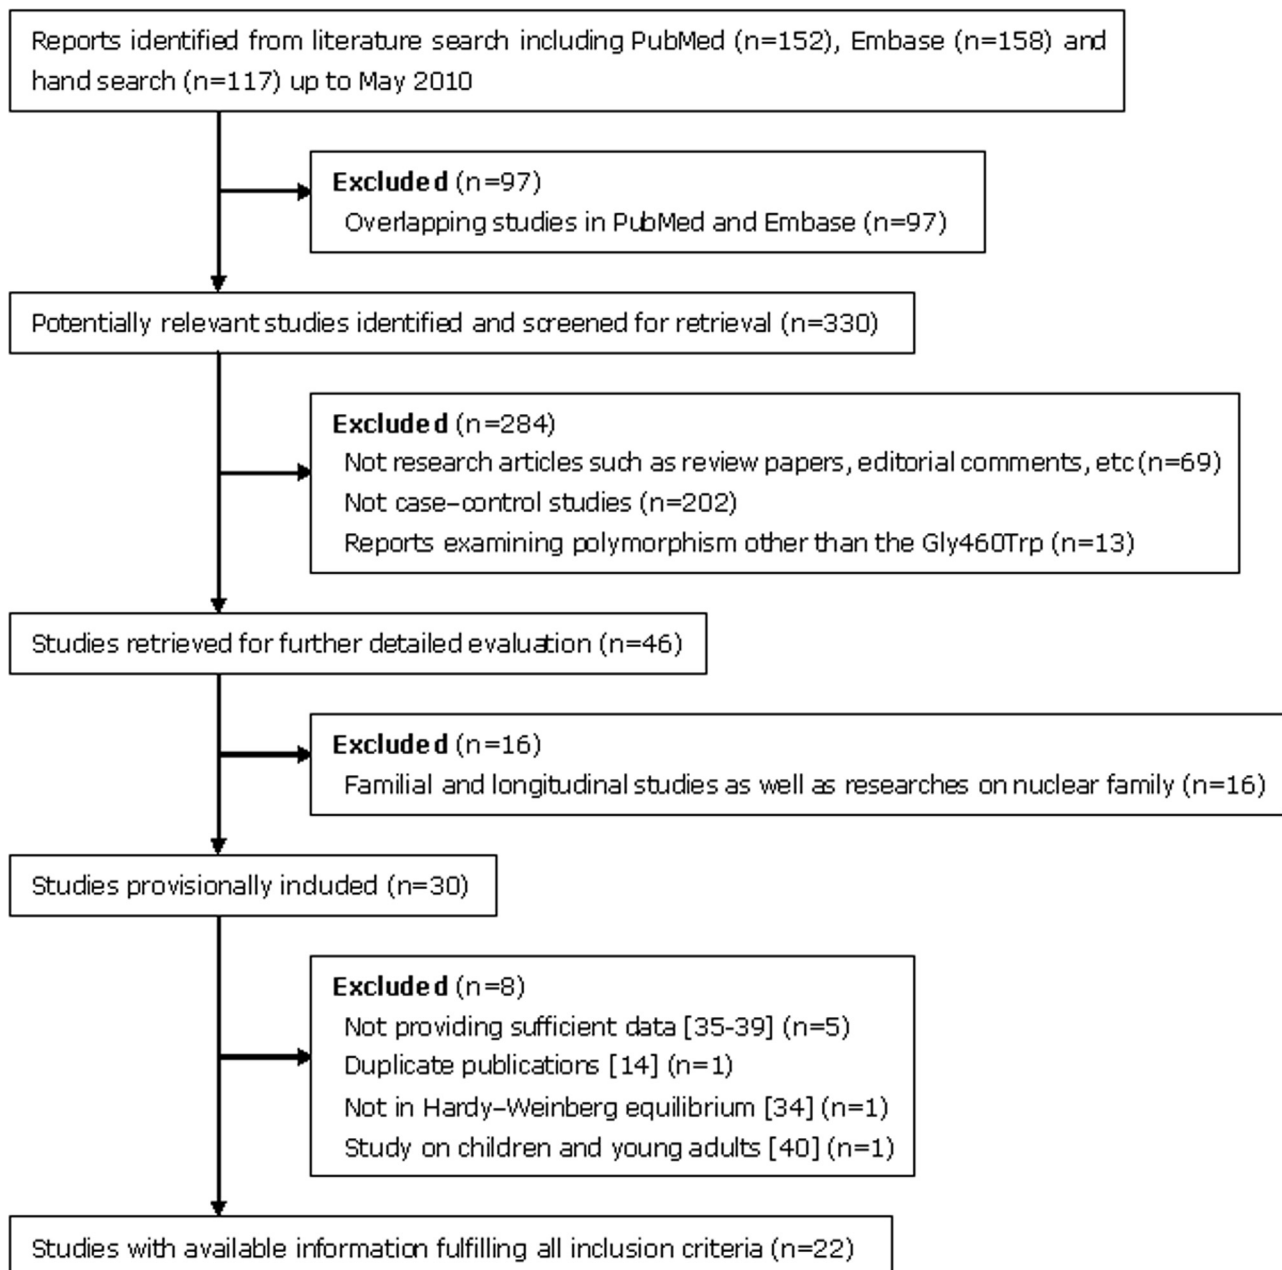 Reports identified from literature search including PubMed (n=152), Embase (n=158) and
hand search (n=117) up to May 2010
Excluded (n=97)
Overlapping studies in PubMed and Embase (n=97)
Potentially relevant studies identified and screened for retrieval (n=330)
Excluded (n=284)
Not research articles such as review papers, editorial comments, etc (n=69)
Not case–control studies (n=202)
Reports examining polymorphism other than the Gly460Trp (n=13)
Studies retrieved for further detailed evaluation (n=46)
Excluded (n=16)
Familial and longitudinal studies as well as researches on nuclear family (n=16)
Studies provisionally included (n=30)
Excluded (n=8)
Not providing sufficient data [35-39] (n=5)
Duplicate publications [14] (n=1)
Not in Hardy–Weinberg equilibrium [34] (n=1)
Study on children and young adults [40] (n=1)
Studies with available information fulfilling all inclusion criteria (n=22)